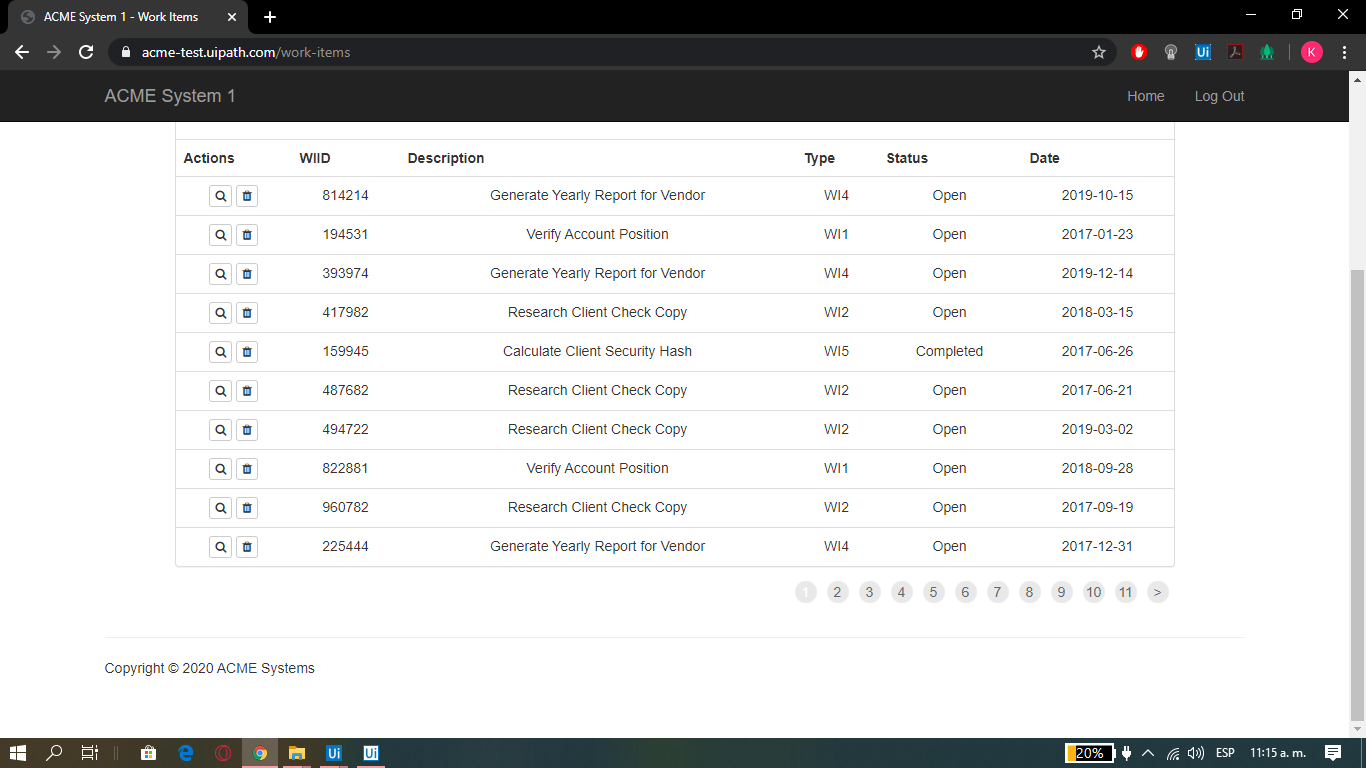 ACME System 1 - Work Items
acme-test.uipath.com/work-items
Ui
K
ACME System 1 Home Log Out
Actions WIID Description Type Status Date
814214 Generate Yearly Report for Vendor WI4 Open 2019-10-15
194531 Verify Account Position WI1 Open 2017-01-23
393974 Generate Yearly Report for Vendor WI4 Open 2019-12-14
417982 Research Client Check Copy WI2 Open 2018-03-15
159945 Calculate Client Security Hash WI5 Completed 2017-06-26
487682 Research Client Check Copy WI2 Open 2017-06-21
494722 Research Client Check Copy WI2 Open 2019-03-02
822881 Verify Account Position WI1 Open 2018-09-28
960782 Research Client Check Copy WI2 Open 2017-09-19
225444 Generate Yearly Report for Vendor WI4 Open 2017-12-31
1 2 3 4 5 6 7 8 9 10 11 >
Copyright © 2020 ACME Systems
Ui Ui 20% ESP 11:15 a. m.